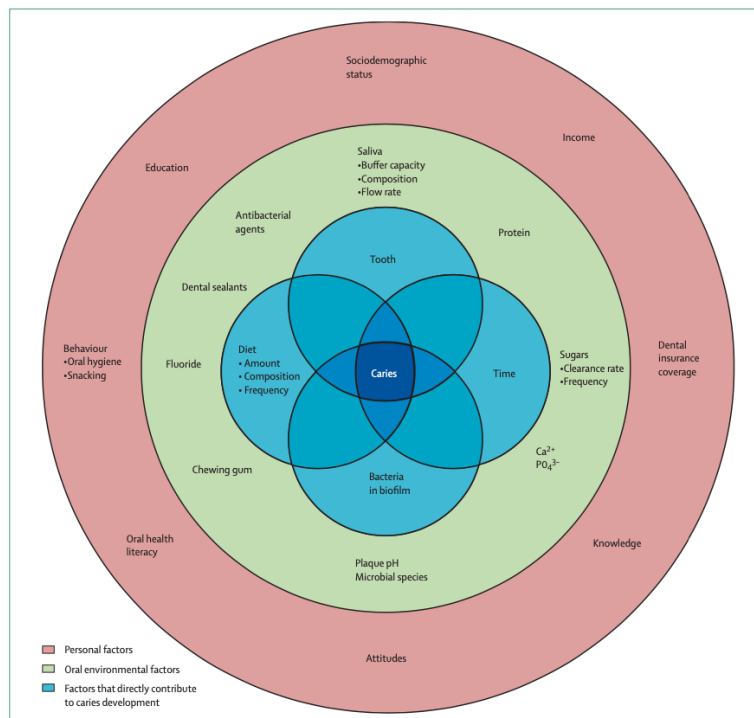 Sociodemographic
status
Income
Education
Saliva
•Buffer capacity
•Composition
•Flow rate
Antibacterial
agents
Protein
Tooth
Dental sealants
Behaviour
•Oral hygiene
•Snacking
Fluoride
Diet
• Amount
• Composition
• Frequency
Caries
Time
Sugars
•Clearance rate
•Frequency
Dental
insurance
coverage
Chewing gum
Bacteria
in biofilm
Ca²⁺
PO₄³⁻
Oral health
literacy
Knowledge
Plaque pH
Microbial species
Attitudes
Personal factors
Oral environmental factors
Factors that directly contribute
to caries development